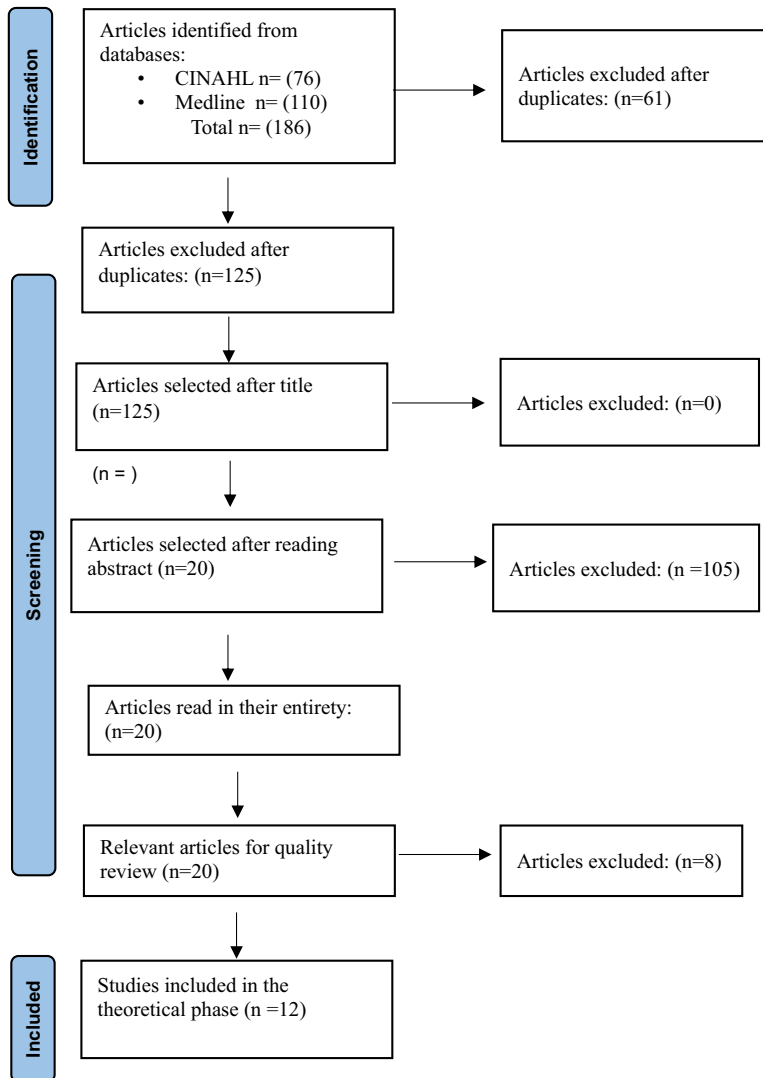 Identification
Articles identified from
databases:
• CINAHL n= (76)
• Medline n= (110)
Total n= (186)
Articles excluded after
duplicates: (n=61)
Screening
Articles excluded after
duplicates: (n=125)
Articles selected after title
(n=125)
Articles excluded: (n=0)
(n = )
Articles selected after reading
abstract (n=20)
Articles excluded: (n =105)
Articles read in their entirety:
(n=20)
Relevant articles for quality
review (n=20)
Articles excluded: (n=8)
Included
Studies included in the
theoretical phase (n =12)